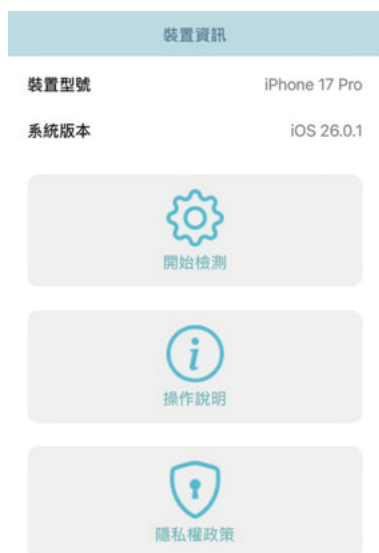 裝置資訊
裝置型號 iPhone 17 Pro
系統版本 iOS 26.0.1
開始檢測
i
操作說明
隱私權政策